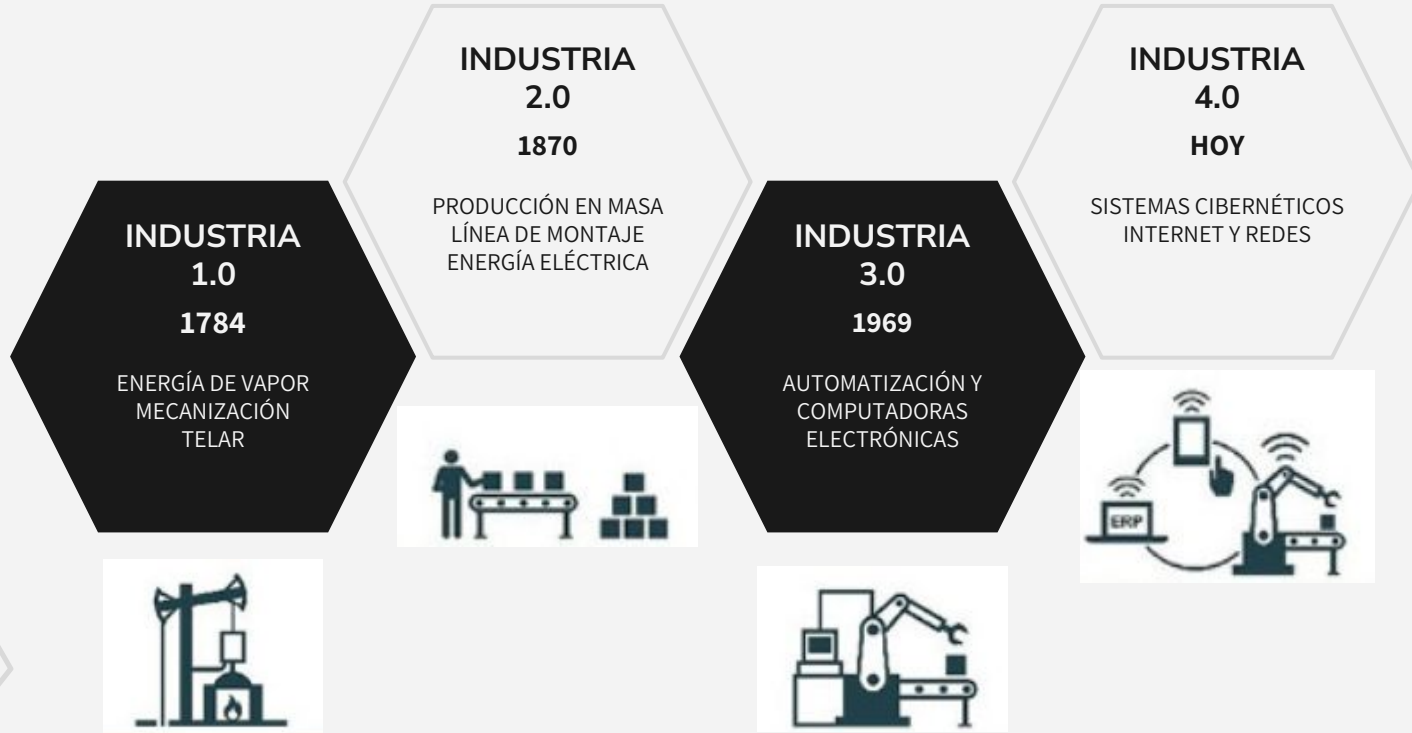 INDUSTRIA
1.0
1784
ENERGÍA DE VAPOR
MECANIZACIÓN
TELAR
INDUSTRIA
2.0
1870
PRODUCCIÓN EN MASA
LÍNEA DE MONTAJE
ENERGÍA ELÉCTRICA
INDUSTRIA
3.0
1969
AUTOMATIZACIÓN Y
COMPUTADORAS
ELECTRÓNICAS
INDUSTRIA
4.0
HOY
SISTEMAS CIBERNÉTICOS
INTERNET Y REDES
ERP